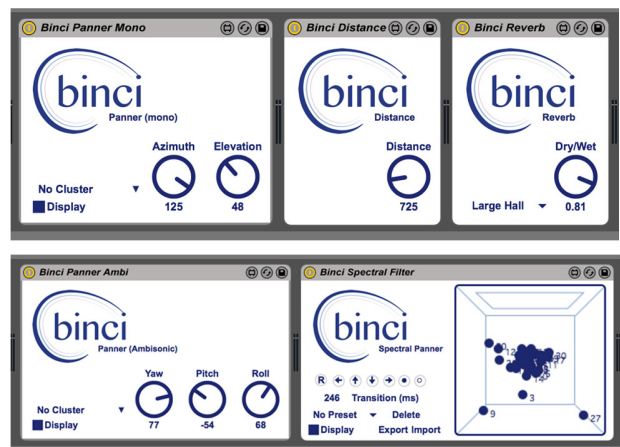 Binci Panner Mono
binci
Panner (mono)
Azimuth Elevation
No Cluster
Display
125 48
Binci Distance
binci
Distance
Distance
725
Binci Reverb
binci
Reverb
Dry/Wet
Large Hall 0.81
Binci Panner Ambi
binci
Panner (Ambisonic)
Yaw Pitch Roll
No Cluster
Display
77 -54 68
Binci Spectral Filter
binci
Spectral Panner
R
246 Transition (ms)
No Preset Delete
Display Export Import
3
9
27